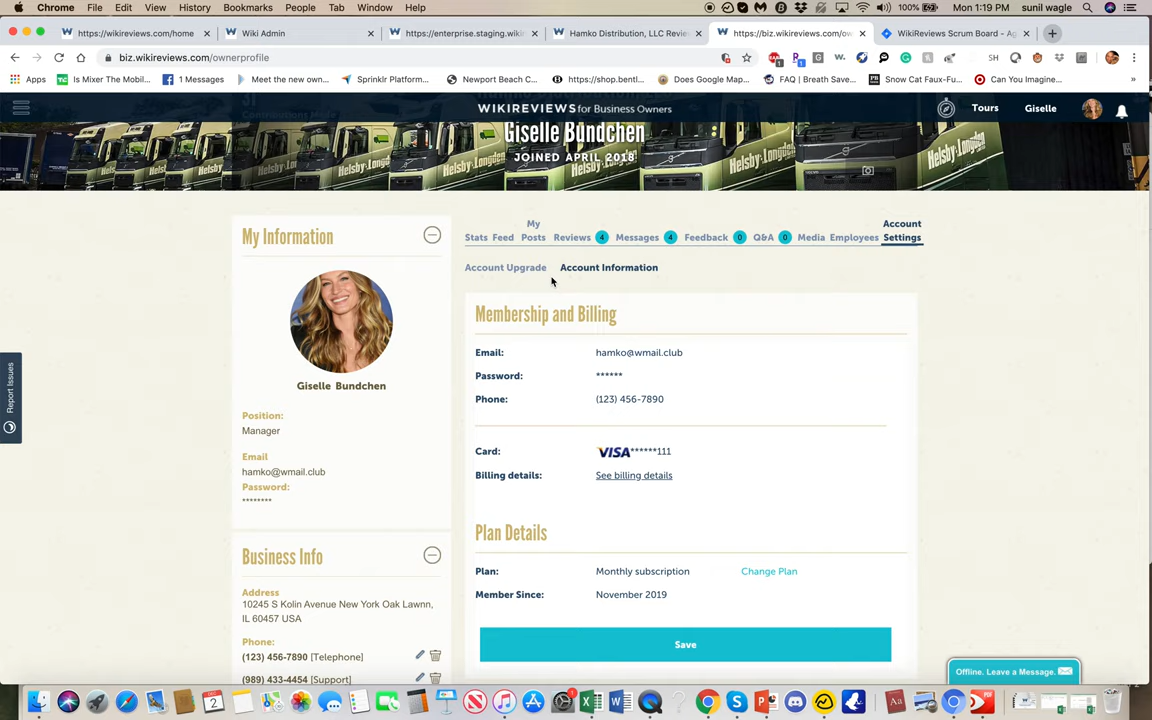 Chrome File Edit View History Bookmarks People Tab Window Help 100% Mon 1:19 PM sunil wagle
https://wikireviews.com/home × Wiki Admin × https://enterprise.staging.wiki × Hamko Distribution, LLC Revie × https://biz.wikireviews.com/ow × WikiReviews Scrum Board - Ag × +
biz.wikireviews.com/ownerprofile
Apps Is Mixer The Mobil... 1 Messages Meet the new own... Sprinklr Platform... Newport Beach C... https://shop.bentl... Does Google Map... FAQ | Breath Save... Snow Cat Faux-Fu... Can You Imagine... »
WIKIREVIEWS for Business Owners Tours Giselle
Giselle Bundchen
JOINED APRIL 2018
Helsby-Longden Helsby-Longden
My Information
Giselle Bundchen
Position:
Manager
Email
hamko@wmail.club
Password:
********
Business Info
Address
10245 S Kolin Avenue New York Oak Lawnn,
IL 60457 USA
Phone:
(123) 456-7890 [Telephone]
(989) 433-4454 [Support]
Stats Feed My Posts Reviews 4 Messages 4 Feedback 0 Q&A 0 Media Employees Account Settings
Account Upgrade Account Information
Membership and Billing
Email: hamko@wmail.club
Password: ******
Phone: (123) 456-7890
Card: VISA******111
Billing details: See billing details
Plan Details
Plan: Monthly subscription Change Plan
Member Since: November 2019
Save
Report Issues
Offline. Leave a Message.